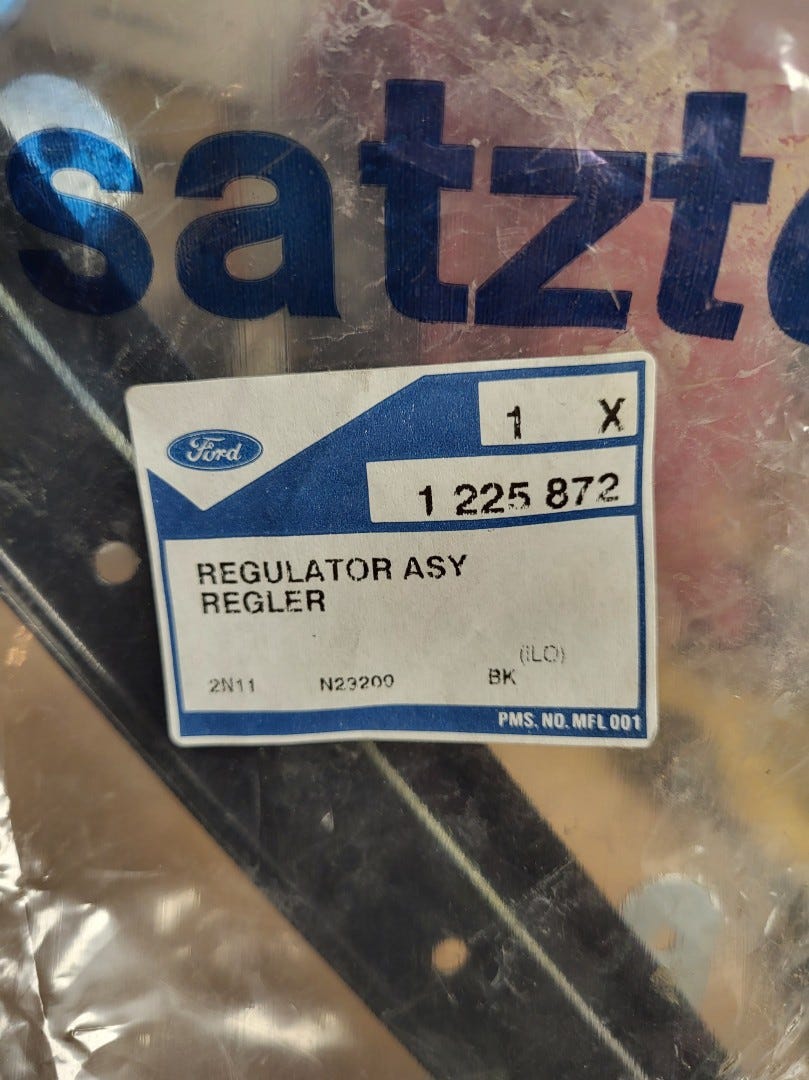 satzt
Ford
1 X
1 225 872
REGULATOR ASY
REGLER
(ILO)
2N11 N23200 BK
PMS. NO. MFL 001